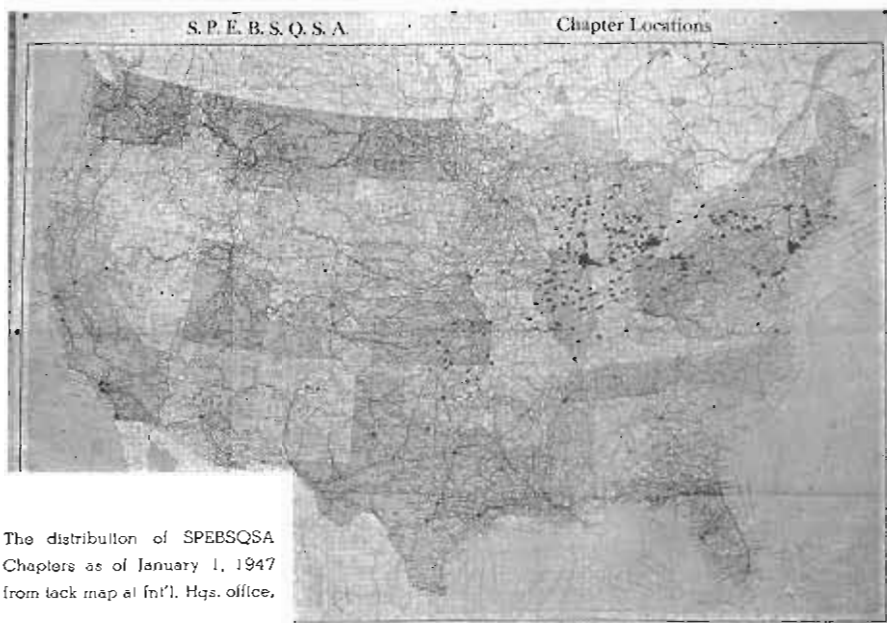 S. P. E. B. S. Q. S. A. Chapter Locations
The distribution of SPEBSQSA
Chapters as of January 1, 1947
from tack map at Int'l. Hqs. office,